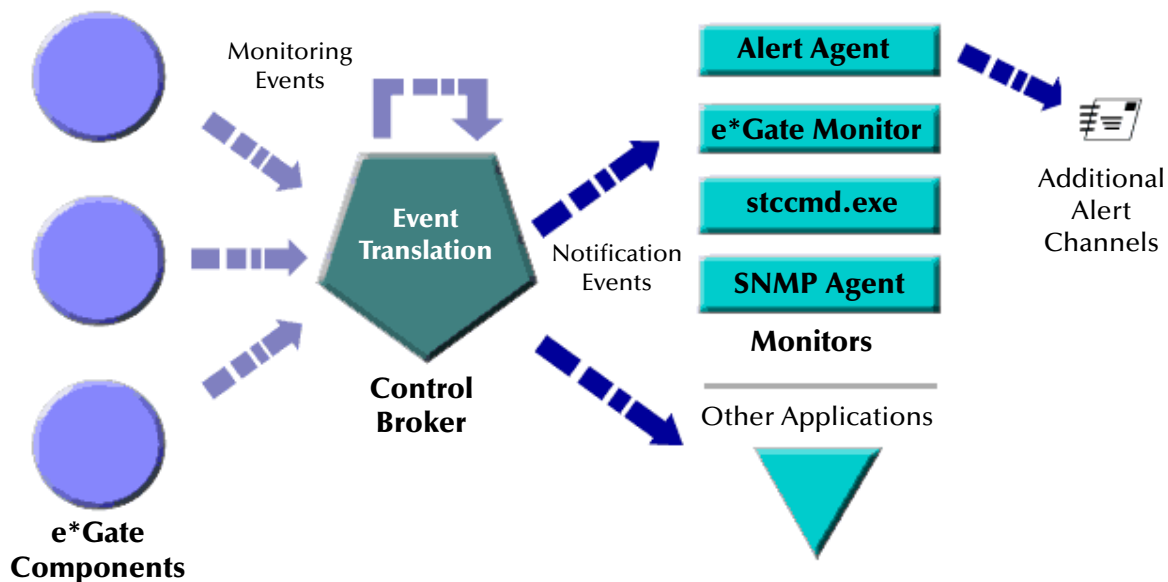 Monitoring
Events
Event
Translation
Control
Broker
e*Gate
Components
Notification
Events
Alert Agent
e*Gate Monitor
stccmd.exe
SNMP Agent
Monitors
Other Applications
Additional
Alert
Channels